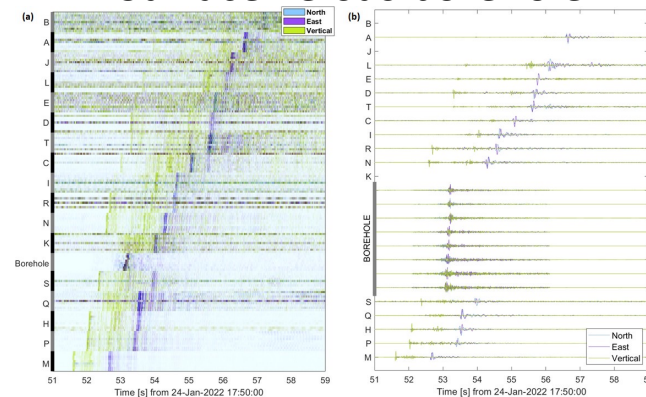 (a)
North
East
Vertical
B
A
J
L
E
D
T
C
I
R
N
K
Borehole
S
Q
H
P
M
51 52 53 54 55 56 57 58 59
Time [s] from 24-Jan-2022 17:50:00
(b)
B
A
J
L
E
D
T
C
I
R
N
K
BOREHOLE
S
Q
H
P
M
North
East
Vertical
51 52 53 54 55 56 57 58 59
Time [s] from 24-Jan-2022 17:50:00